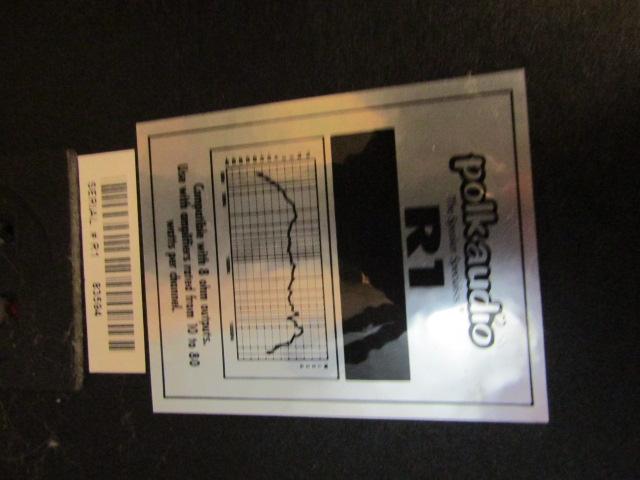 polkaudio
The Speaker Specialists
R1
Compatible with 8 ohm outputs.
Use with amplifiers rated from 10 to 80
watts per channel.
SERIAL # R1 83594